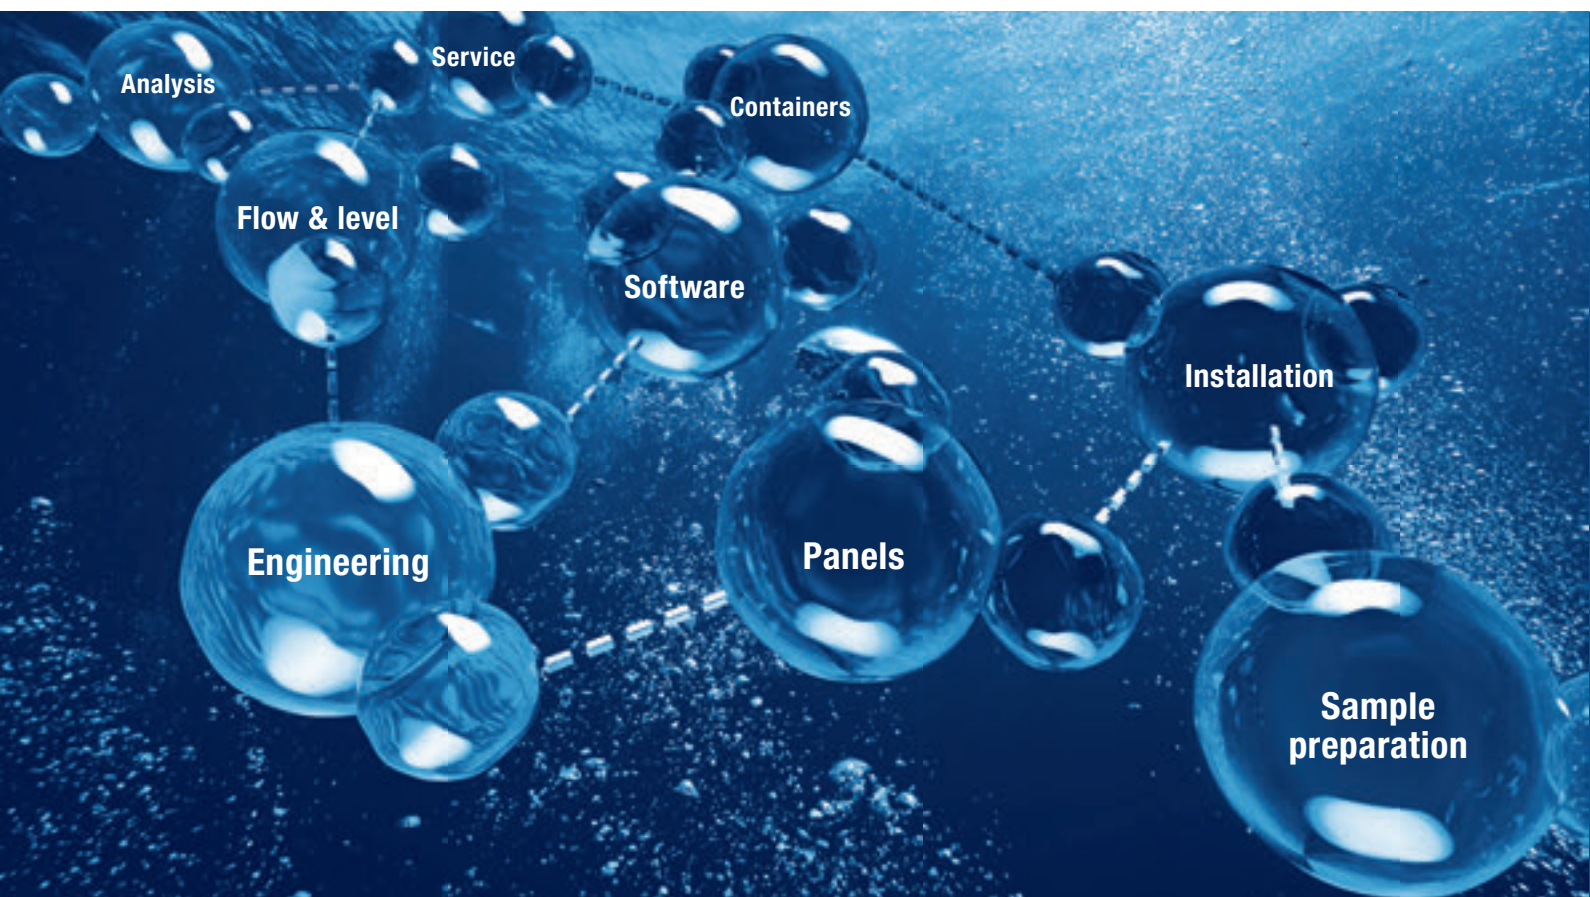 Service
Analysis
Containers
Flow & level
Software
Installation
Panels
Engineering
Sample
preparation